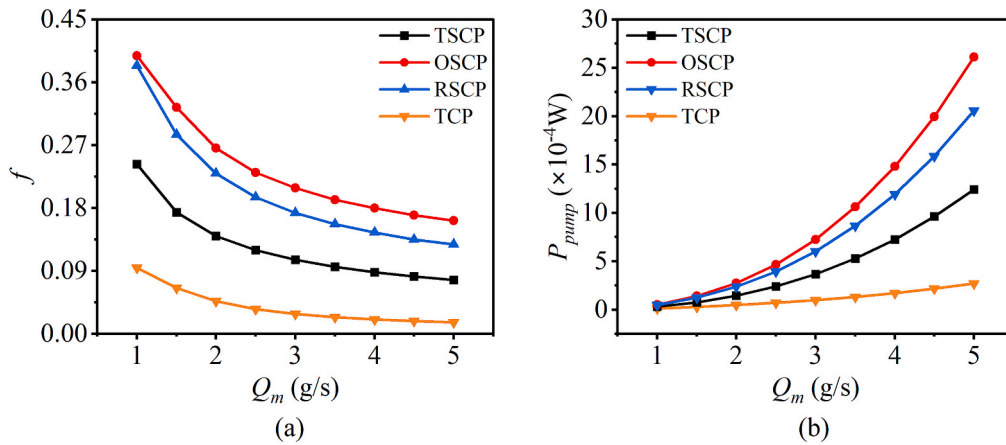 0.45
0.36
0.27
0.18
0.09
0.00
f
1 2 3 4 5
Q_m (g/s)
TSCP
OSCP
RSCP
TCP
(a)
30
25
20
15
10
5
0
P_pump (×10⁻⁴W)
1 2 3 4 5
Q_m (g/s)
TSCP
OSCP
RSCP
TCP
(b)